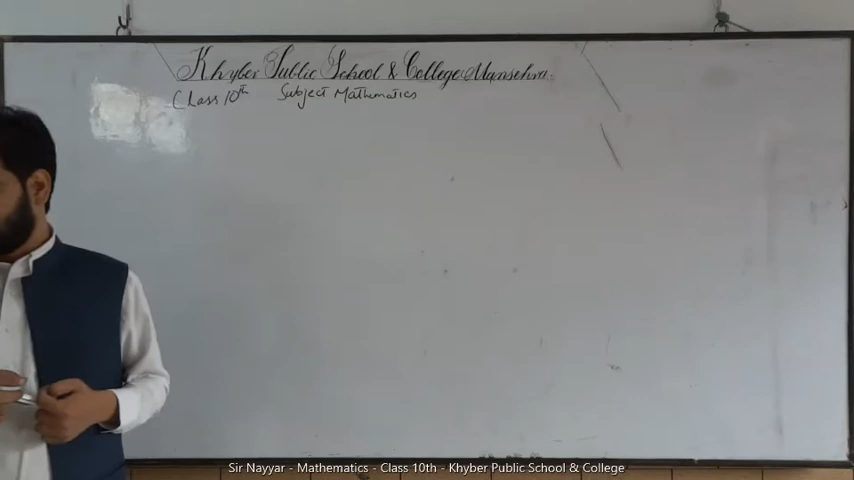 Khyber Public School & College Mansehra.
Class 10th Subject Mathematics
Sir Nayyar - Mathematics - Class 10th - Khyber Public School & College